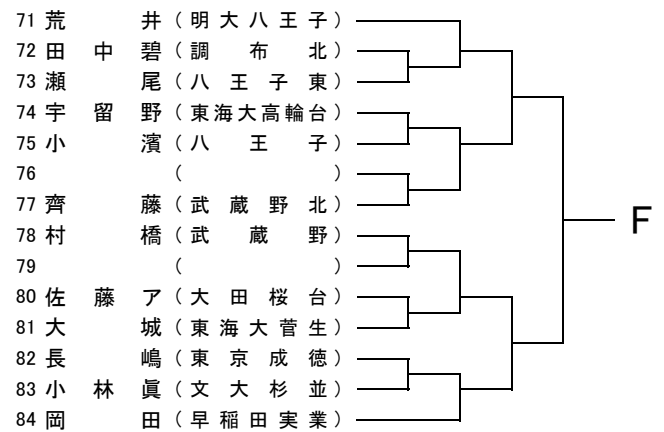 71 荒井 (明大八王子)
72 田中碧 (調布北)
73 瀬尾 (八王子東)
74 宇留野 (東海大高輪台)
75 小濱 (八王子)
76 ( )
77 齊藤 (武蔵野北)
78 村橋 (武蔵野)
79 ( )
80 佐藤ア (大田桜台)
81 大城 (東海大菅生)
82 長嶋 (東京成徳)
83 小林眞 (文大杉並)
84 岡田 (早稲田実業)
F